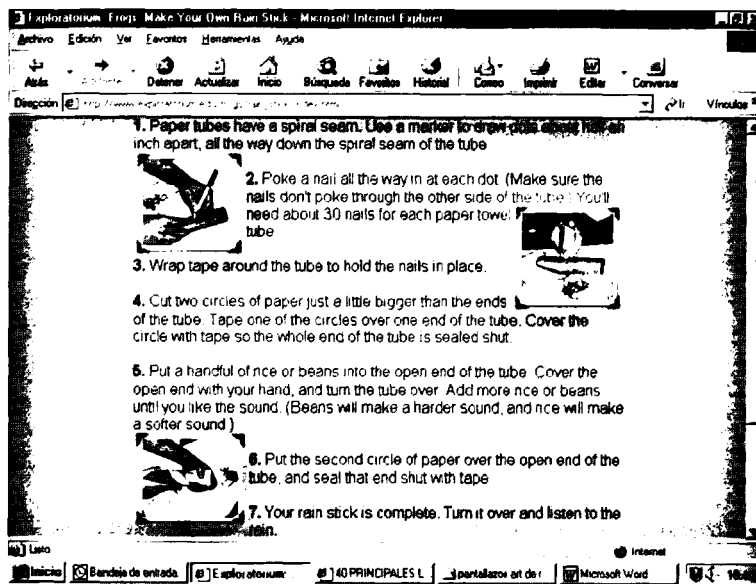 Exploratorium: Frogs: Make Your Own Rain Stick - Microsoft Internet Explorer
Archivo Edición Ver Favoritos Herramientas Ayuda
Atrás Detener Actualizar Inicio Búsqueda Favoritos Historial Correo Imprimir Editar Conversar
Dirección Ir Vínculos
1. Paper tubes have a spiral seam. Use a marker to draw dots about half an
inch apart, all the way down the spiral seam of the tube
2. Poke a nail all the way in at each dot. (Make sure the
nails don't poke through the other side of the tube.) You'll
need about 30 nails for each paper towel
tube
3. Wrap tape around the tube to hold the nails in place.
4. Cut two circles of paper just a little bigger than the ends
of the tube. Tape one of the circles over one end of the tube. Cover the
circle with tape so the whole end of the tube is sealed shut.
5. Put a handful of rice or beans into the open end of the tube. Cover the
open end with your hand, and turn the tube over. Add more rice or beans
until you like the sound. (Beans will make a harder sound, and rice will make
a softer sound.)
6. Put the second circle of paper over the open end of the
tube, and seal that end shut with tape
7. Your rain stick is complete. Turn it over and listen to the
rain.
Listo Internet
Inicio Bandeja de entrada Exploratorium: 40 PRINCIPALES L pantallazos art de r Microsoft Word